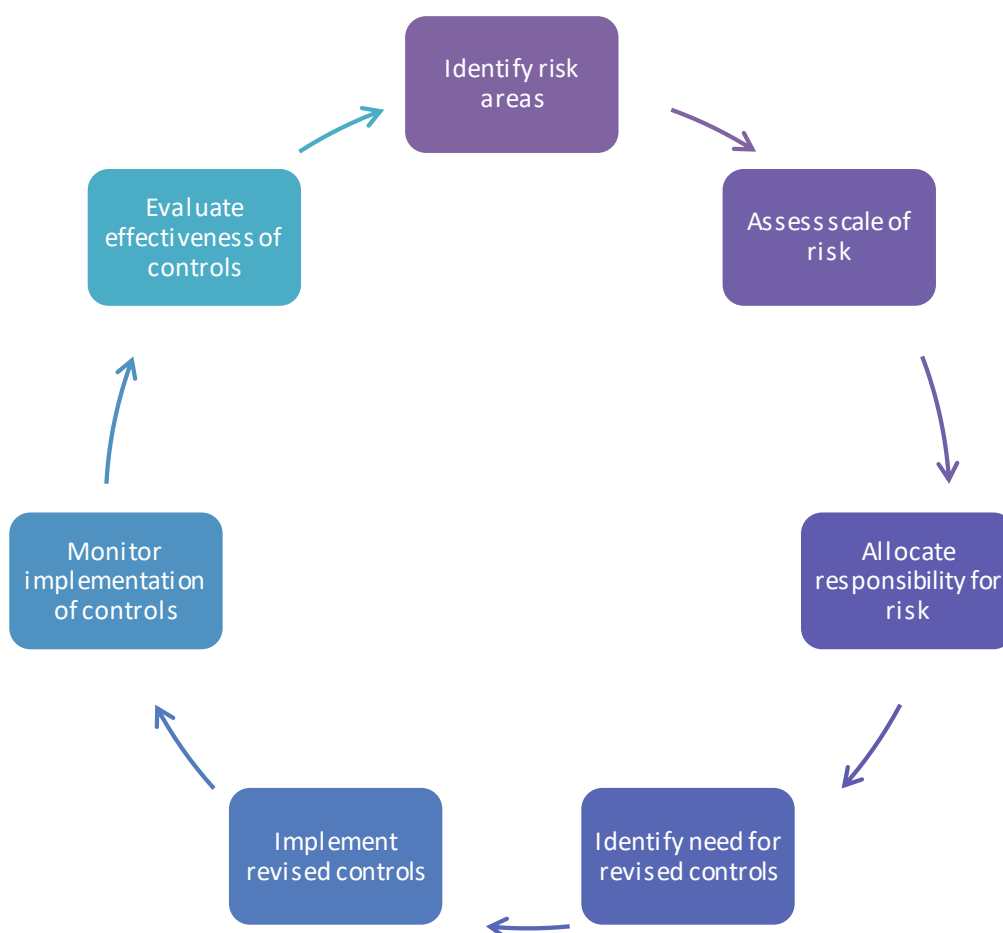 Identify risk
areas
Assess scale of
risk
Allocate
responsibility for
risk
Identify need for
revised controls
Implement
revised controls
Monitor
implementation
of controls
Evaluate
effectiveness of
controls